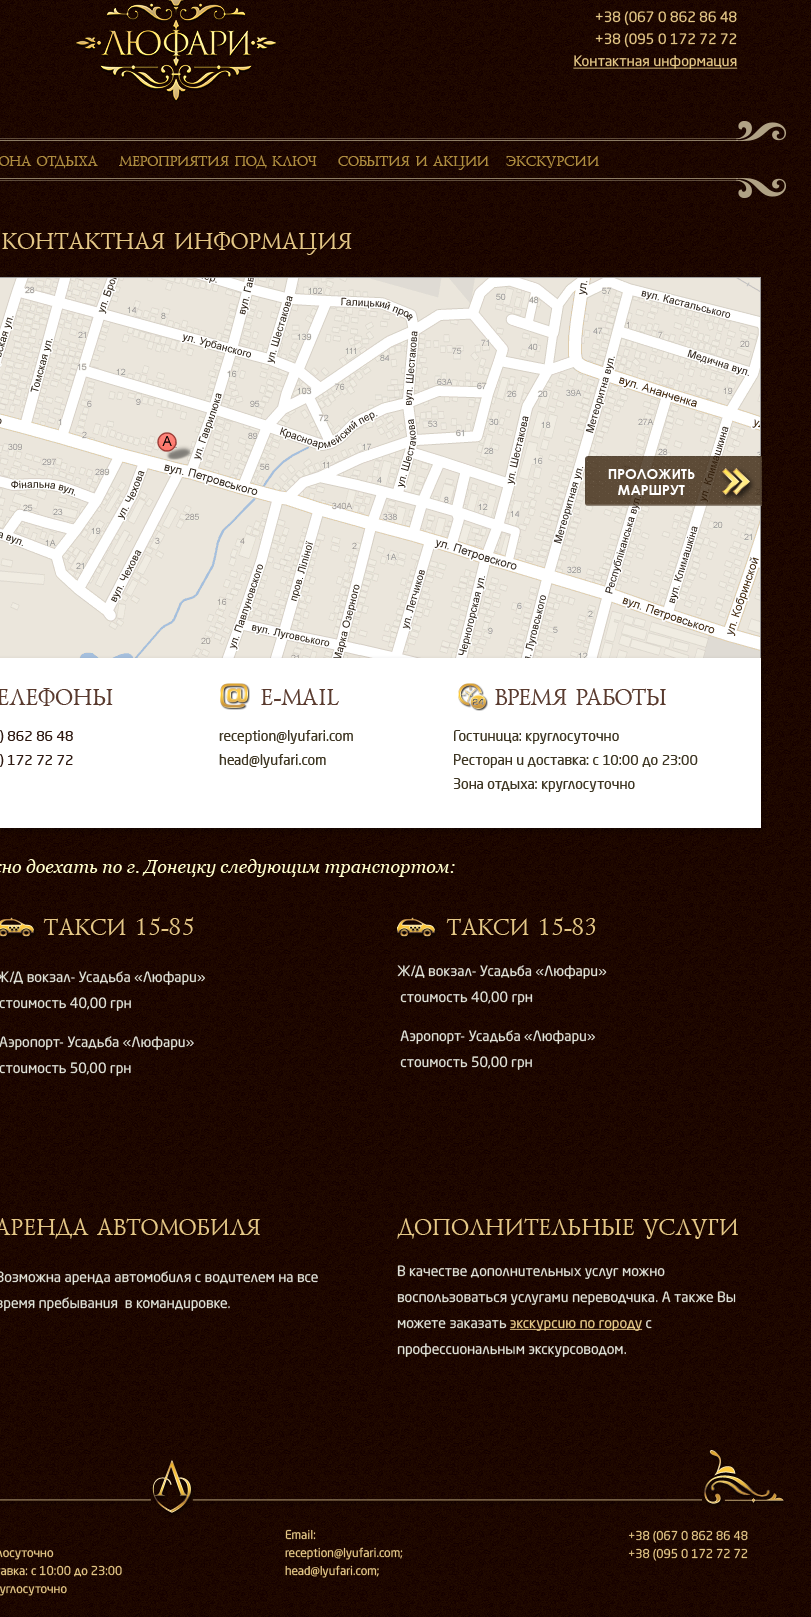 ЛЮФАРИ
+38 (067 0 862 86 48
+38 (095 0 172 72 72
Контактная информация
ОНА ОТДЫХА МЕРОПРИЯТИЯ ПОД КЛЮЧ СОБЫТИЯ И АКЦИИ ЭКСКУРСИИ
КОНТАКТНАЯ ИНФОРМАЦИЯ
Галицький пров
вул. Кастальського
ул. Урбанского
ул. Шестакова
вул. Шестакова
Медична вул.
вул. Ананченка
Томская ул.
ул. Гаврилюка
Красноармейский пер.
ул. Шестакова
ул. Шестакова
Метеоритна вул.
A
вул. Петровського
ПРОЛОЖИТЬ
МАРШРУТ
Фінальна вул.
ул. Чехова
Метеоритная ул.
ул. Петровського
вул. Чехова
ул. Павлуновского
пров. Ліпіної
Марка Озерного
ул. Летчиков
Черногорская ул.
ул. Луговського
Республіканська вул
вул. Климашкіна
ул. Кобринской
вул. Петровського
вул. Луговського
ЕЛЕФОНЫ
) 862 86 48
) 172 72 72
E-MAIL
reception@lyufari.com
head@lyufari.com
ВРЕМЯ РАБОТЫ
Гостиница: круглосуточно
Ресторан и доставка: с 10:00 до 23:00
Зона отдыха: круглосуточно
но доехать по г. Донецку следующим транспортом:
ТАКСИ 15-85
Ж/Д вокзал- Усадьба «Люфари»
стоимость 40,00 грн
Аэропорт- Усадьба «Люфари»
стоимость 50,00 грн
ТАКСИ 15-83
Ж/Д вокзал- Усадьба «Люфари»
стоимость 40,00 грн
Аэропорт- Усадьба «Люфари»
стоимость 50,00 грн
АРЕНДА АВТОМОБИЛЯ
Возможна аренда автомобиля с водителем на все
время пребывания в командировке.
ДОПОЛНИТЕЛЬНЫЕ УСЛУГИ
В качестве дополнительных услуг можно
воспользоваться услугами переводчика. А также Вы
можете заказать экскурсию по городу с
профессиональным экскурсоводом.
лосуточно
авка: с 10:00 до 23:00
углосуточно
Email:
reception@lyufari.com;
head@lyufari.com;
+38 (067 0 862 86 48
+38 (095 0 172 72 72